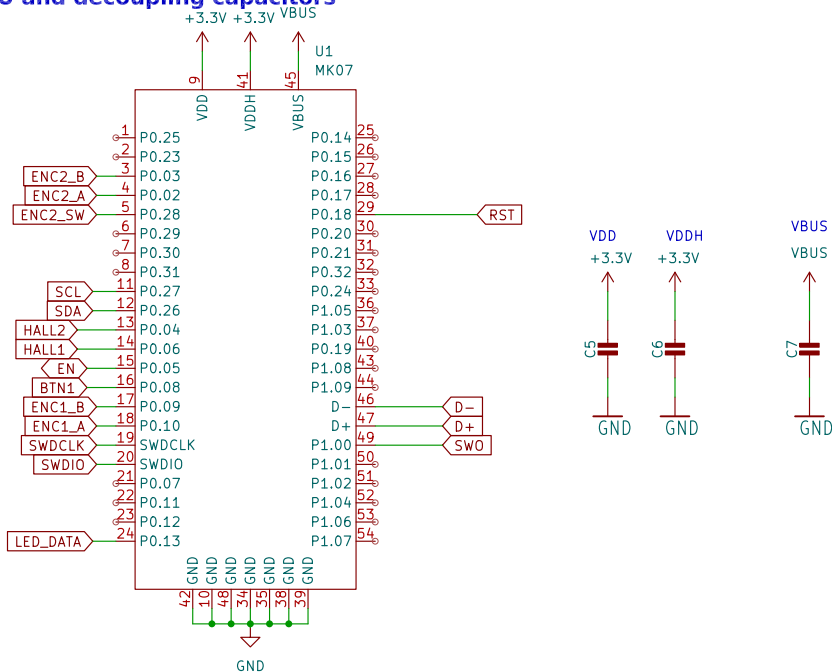 U and decoupling capacitors
+3.3V +3.3V VBUS
U1
MK07
9 VDD
41 VDDH
45 VBUS
1 P0.25
2 P0.23
ENC2_B 3 P0.03
ENC2_A 4 P0.02
ENC2_SW 5 P0.28
6 P0.29
7 P0.30
8 P0.31
SCL 11 P0.27
SDA 12 P0.26
HALL2 13 P0.04
HALL1 14 P0.06
EN 15 P0.05
BTN1 16 P0.08
ENC1_B 17 P0.09
ENC1_A 18 P0.10
SWDCLK 19 SWDCLK
SWDIO 20 SWDIO
21 P0.07
22 P0.11
23 P0.12
LED_DATA 24 P0.13
P0.14 25
P0.15 26
P0.16 27
P0.17 28
P0.18 29 RST
P0.20 30
P0.21 31
P0.32 32
P0.24 33
P1.05 36
P1.03 37
P0.19 40
P1.08 43
P1.09 44
D- 46 D-
D+ 47 D+
P1.00 49 SWO
P1.01 50
P1.02 51
P1.04 52
P1.06 53
P1.07 54
GND 42
GND 10
GND 48
GND 34
GND 35
GND 38
GND 39
GND
VDD
+3.3V
C5
GND
VDDH
+3.3V
C6
GND
VBUS
VBUS
C7
GND